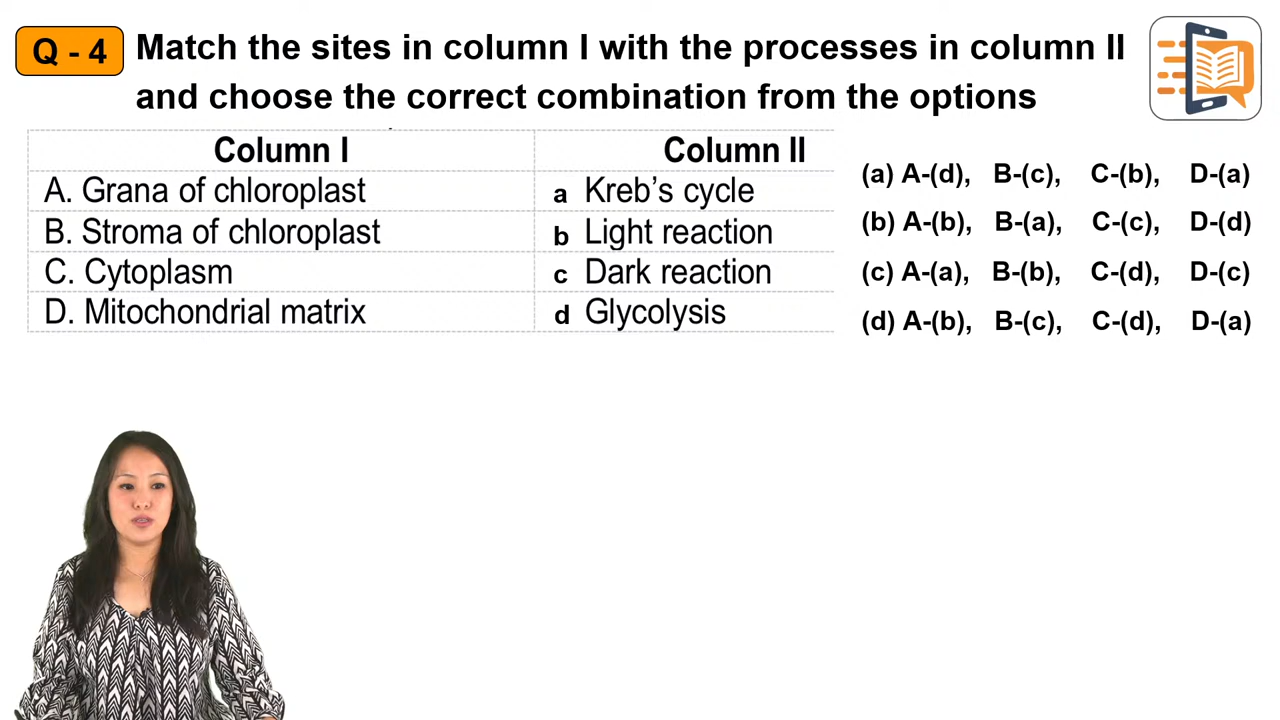 Q - 4
Match the sites in column I with the processes in column II
and choose the correct combination from the options
Column I Column II
A. Grana of chloroplast a Kreb's cycle
B. Stroma of chloroplast b Light reaction
C. Cytoplasm c Dark reaction
D. Mitochondrial matrix d Glycolysis
(a) A-(d), B-(c), C-(b), D-(a)
(b) A-(b), B-(a), C-(c), D-(d)
(c) A-(a), B-(b), C-(d), D-(c)
(d) A-(b), B-(c), C-(d), D-(a)